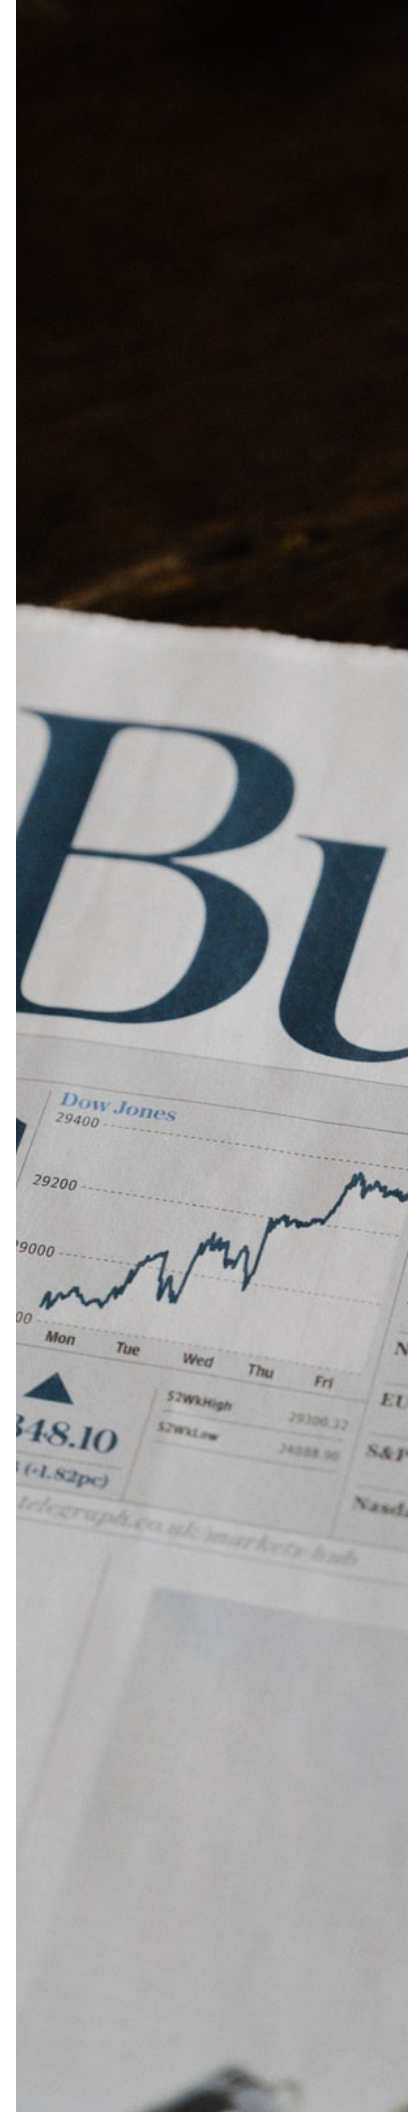 Bu
Dow Jones
29400
29200
9000
00
Mon Tue Wed Thu Fri
348.10
(+1.82pc)
52WkHigh 29300.32
52WkLow 24088.90
N
EU
S&P
Nasda
telegraph.co.uk/markets-hub